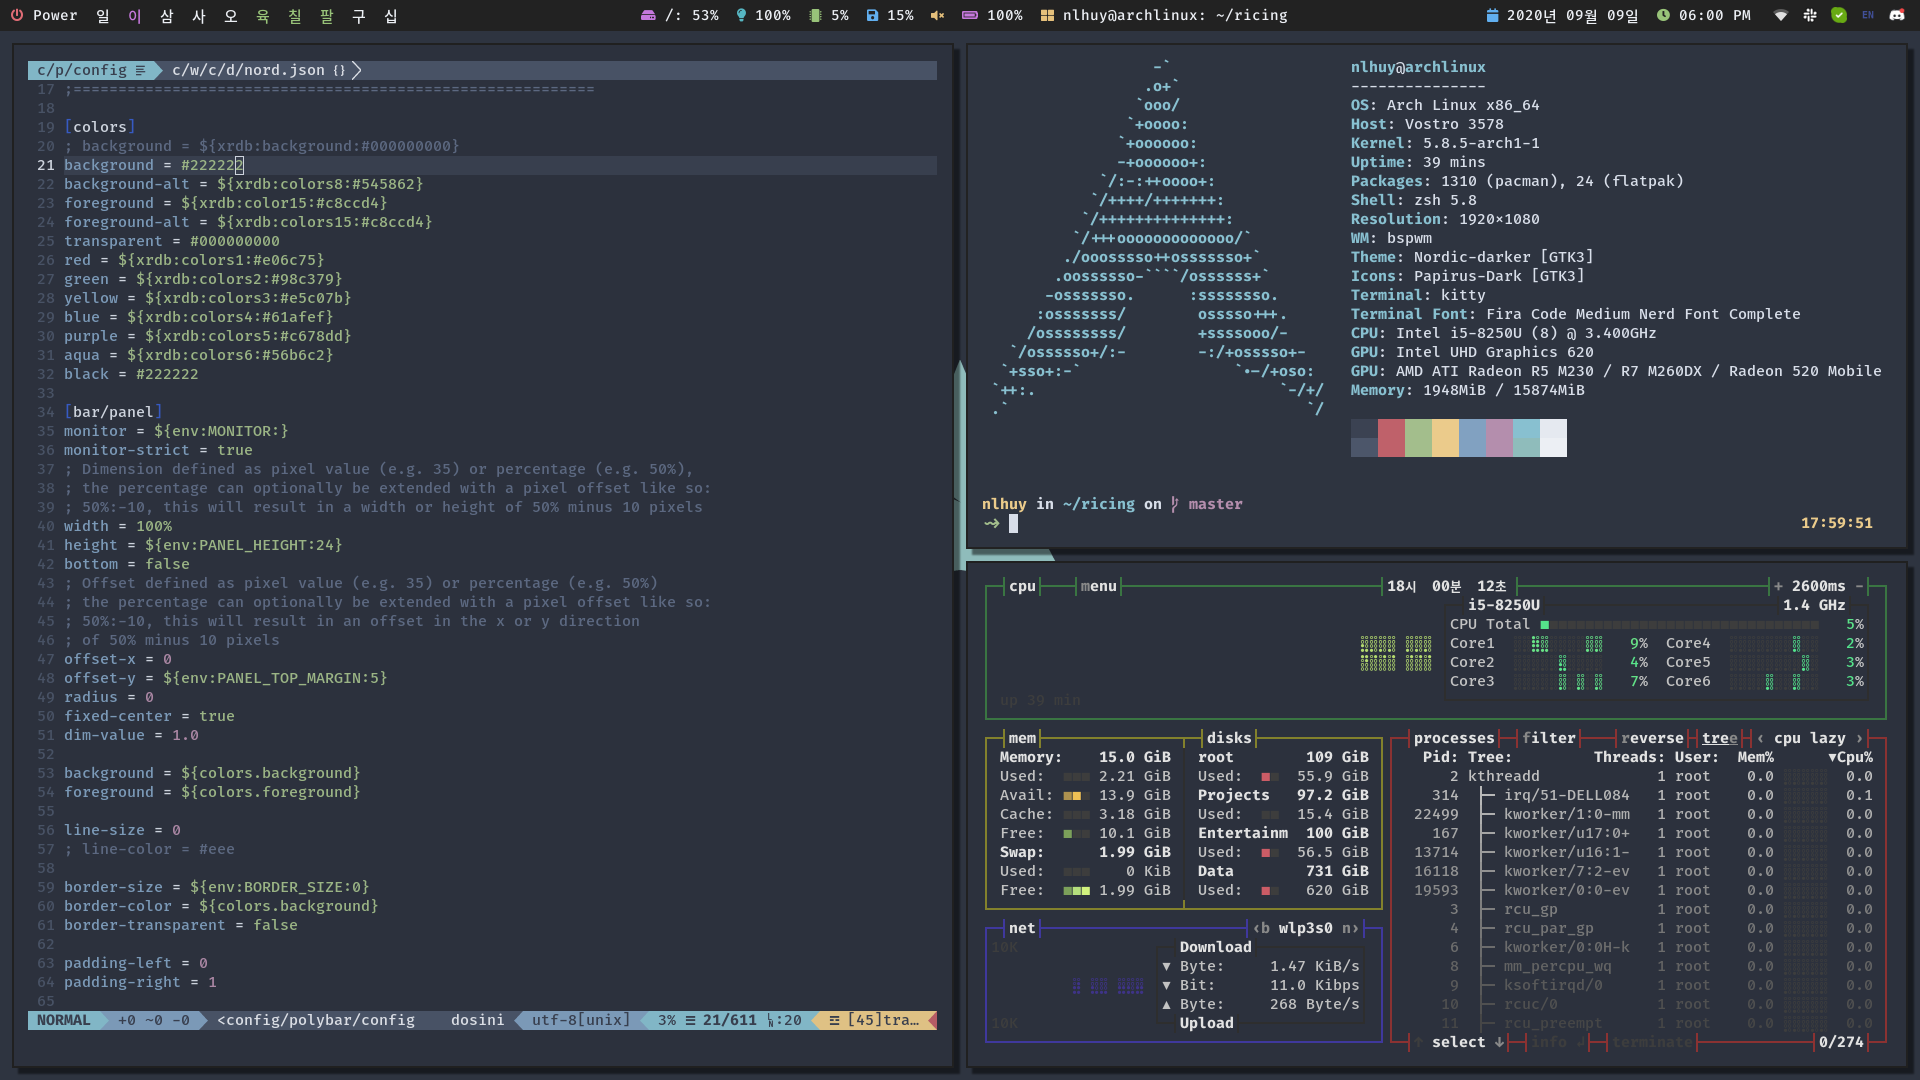 Power 일 이 삼 사 오 육 칠 팔 구 십
/: 53% 100% 5% 15% 100% nlhuy@archlinux: ~/ricing
2020년 09월 09일 06:00 PM EN
c/p/config c/w/c/d/nord.json {}
17 ;==========================================================
18
19 [colors]
20 ; background = ${xrdb:background:#000000000}
21 background = #222222
22 background-alt = ${xrdb:colors8:#545862}
23 foreground = ${xrdb:color15:#c8ccd4}
24 foreground-alt = ${xrdb:colors15:#c8ccd4}
25 transparent = #000000000
26 red = ${xrdb:colors1:#e06c75}
27 green = ${xrdb:colors2:#98c379}
28 yellow = ${xrdb:colors3:#e5c07b}
29 blue = ${xrdb:colors4:#61afef}
30 purple = ${xrdb:colors5:#c678dd}
31 aqua = ${xrdb:colors6:#56b6c2}
32 black = #222222
33
34 [bar/panel]
35 monitor = ${env:MONITOR:}
36 monitor-strict = true
37 ; Dimension defined as pixel value (e.g. 35) or percentage (e.g. 50%),
38 ; the percentage can optionally be extended with a pixel offset like so:
39 ; 50%:-10, this will result in a width or height of 50% minus 10 pixels
40 width = 100%
41 height = ${env:PANEL_HEIGHT:24}
42 bottom = false
43 ; Offset defined as pixel value (e.g. 35) or percentage (e.g. 50%)
44 ; the percentage can optionally be extended with a pixel offset like so:
45 ; 50%:-10, this will result in an offset in the x or y direction
46 ; of 50% minus 10 pixels
47 offset-x = 0
48 offset-y = ${env:PANEL_TOP_MARGIN:5}
49 radius = 0
50 fixed-center = true
51 dim-value = 1.0
52
53 background = ${colors.background}
54 foreground = ${colors.foreground}
55
56 line-size = 0
57 ; line-color = #eee
58
59 border-size = ${env:BORDER_SIZE:0}
60 border-color = ${colors.background}
61 border-transparent = false
62
63 padding-left = 0
64 padding-right = 1
65
NORMAL +0 ~0 -0 <config/polybar/config dosini utf-8[unix] 3% ☰ 21/611 :20 [45]tra…
nlhuy@archlinux
---------------
OS: Arch Linux x86_64
Host: Vostro 3578
Kernel: 5.8.5-arch1-1
Uptime: 39 mins
Packages: 1310 (pacman), 24 (flatpak)
Shell: zsh 5.8
Resolution: 1920×1080
WM: bspwm
Theme: Nordic-darker [GTK3]
Icons: Papirus-Dark [GTK3]
Terminal: kitty
Terminal Font: Fira Code Medium Nerd Font Complete
CPU: Intel i5-8250U (8) @ 3.400GHz
GPU: Intel UHD Graphics 620
GPU: AMD ATI Radeon R5 M230 / R7 M260DX / Radeon 520 Mobile
Memory: 1948MiB / 15874MiB
nlhuy in ~/ricing on master
17:59:51
cpu menu 18시 00분 12초 + 2600ms -
i5-8250U 1.4 GHz
CPU Total 5%
Core1 9% Core4 2%
Core2 4% Core5 3%
Core3 7% Core6 3%
up 39 min
mem
Memory: 15.0 GiB
Used: 2.21 GiB
Avail: 13.9 GiB
Cache: 3.18 GiB
Free: 10.1 GiB
Swap: 1.99 GiB
Used: 0 KiB
Free: 1.99 GiB
disks
root 109 GiB
Used: 55.9 GiB
Projects 97.2 GiB
Used: 15.4 GiB
Entertainm 100 GiB
Used: 56.5 GiB
Data 731 GiB
Used: 620 GiB
net ‹b wlp3s0 n›
10K
Download
▼ Byte: 1.47 KiB/s
▼ Bit: 11.0 Kibps
▲ Byte: 268 Byte/s
Upload
10K
processes filter reverse tree ‹ cpu lazy ›
Pid: Tree: Threads: User: Mem% ▼Cpu%
2 kthreadd 1 root 0.0 0.0
314 irq/51-DELL084 1 root 0.0 0.1
22499 kworker/1:0-mm 1 root 0.0 0.0
167 kworker/u17:0+ 1 root 0.0 0.0
13714 kworker/u16:1- 1 root 0.0 0.0
16118 kworker/7:2-ev 1 root 0.0 0.0
19593 kworker/0:0-ev 1 root 0.0 0.0
3 rcu_gp 1 root 0.0 0.0
4 rcu_par_gp 1 root 0.0 0.0
6 kworker/0:0H-k 1 root 0.0 0.0
8 mm_percpu_wq 1 root 0.0 0.0
9 ksoftirqd/0 1 root 0.0 0.0
10 rcuc/0 1 root 0.0 0.0
11 rcu_preempt 1 root 0.0 0.0
↑ select ↓ info ↲ terminate 0/274